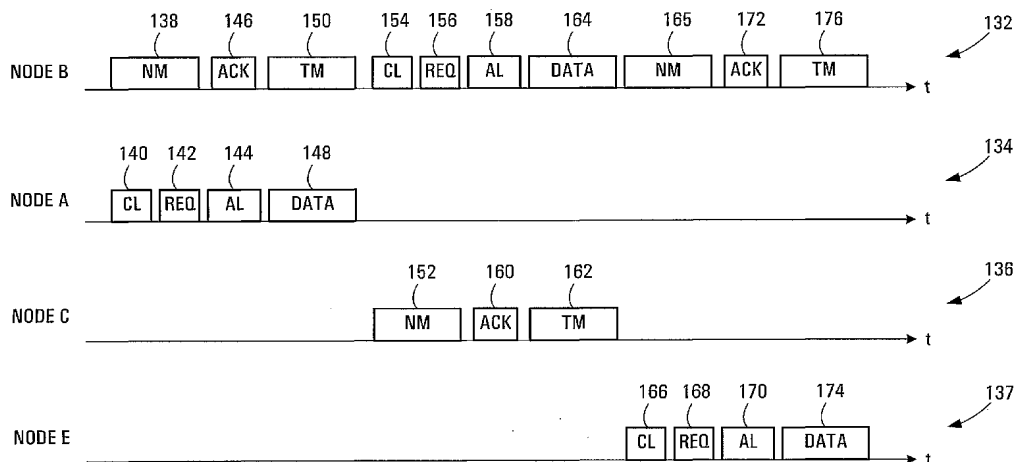 138 146 150 154 156 158 164 165 172 176 132
NODE B NM ACK TM CL REQ AL DATA NM ACK TM t
140 142 144 148 134
NODE A CL REQ AL DATA t
152 160 162 136
NODE C NM ACK TM t
166 168 170 174 137
NODE E CL REQ AL DATA t